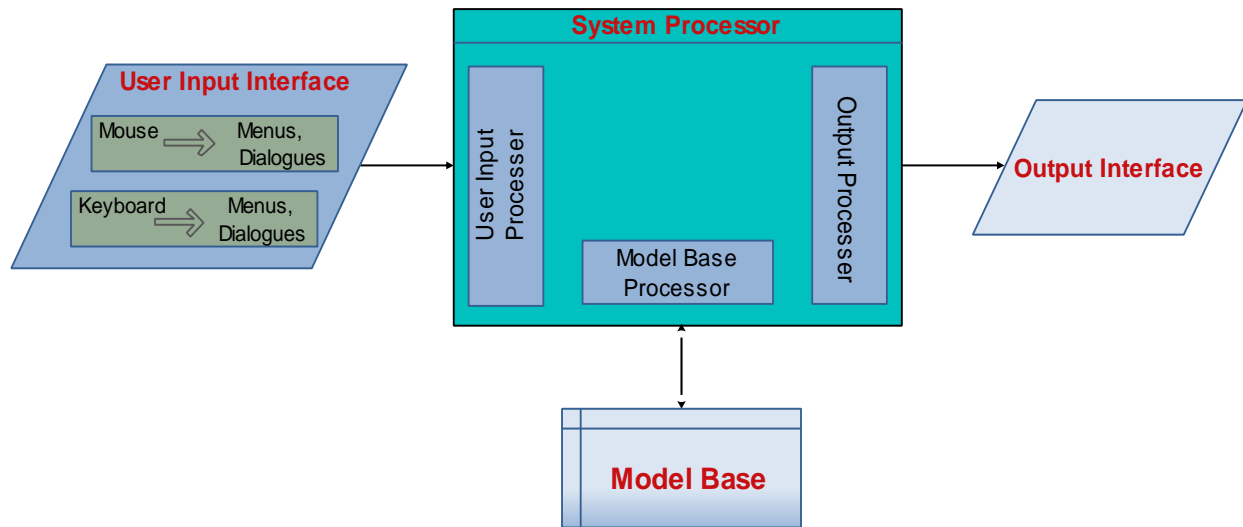 System Processor
User Input Interface
Mouse
Menus,
Dialogues
Keyboard
Menus,
Dialogues
User Input
Processer
Model Base
Processor
Output Processer
Output Interface
Model Base